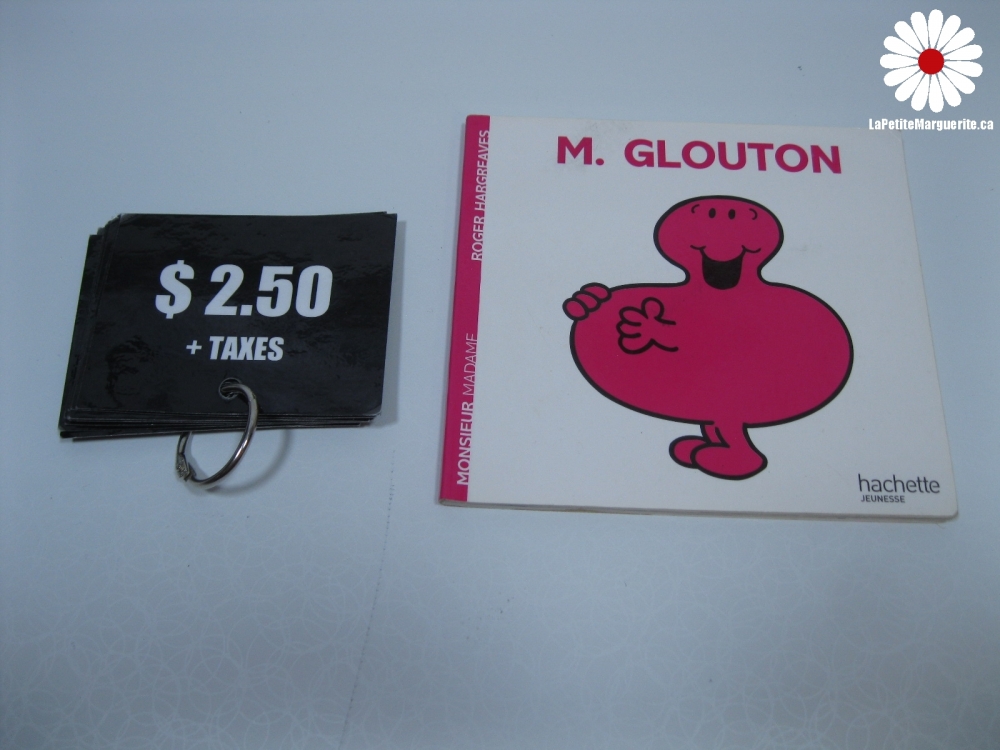 LaPetiteMarguerite.ca
$ 2.50
+ TAXES
M. GLOUTON
ROGER HARGREAVES
MONSIEUR MADAME
hachette
JEUNESSE